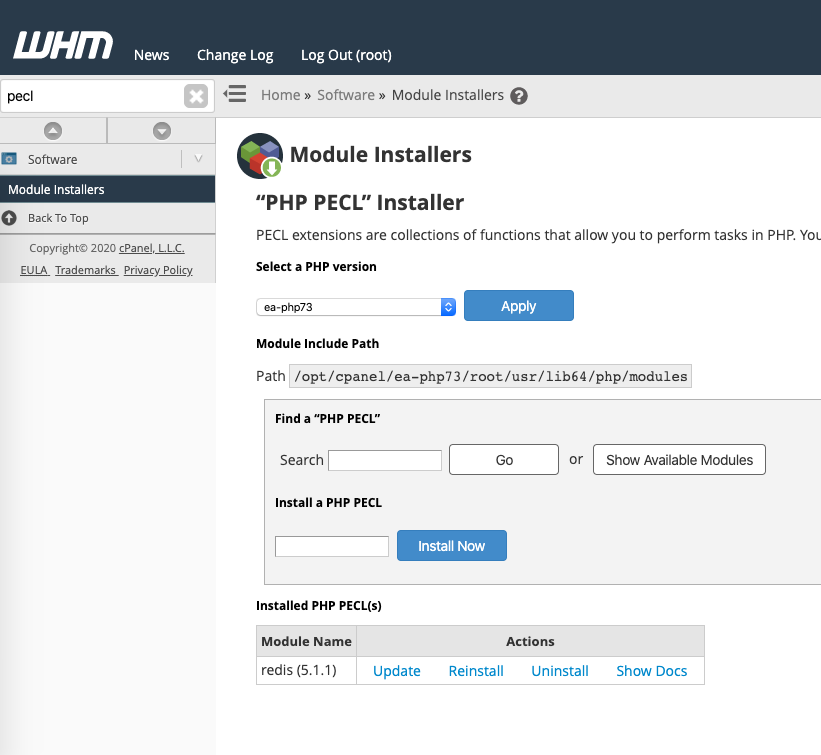 WHM News Change Log Log Out (root)
pecl
Home » Software » Module Installers ?
Software
Module Installers
Back To Top
Copyright© 2020 cPanel, L.L.C.
EULA Trademarks Privacy Policy
Module Installers
“PHP PECL” Installer
PECL extensions are collections of functions that allow you to perform tasks in PHP. You
Select a PHP version
ea-php73 Apply
Module Include Path
Path /opt/cpanel/ea-php73/root/usr/lib64/php/modules
Find a “PHP PECL”
Search Go or Show Available Modules
Install a PHP PECL
Install Now
Installed PHP PECL(s)
Module Name Actions
redis (5.1.1) Update Reinstall Uninstall Show Docs